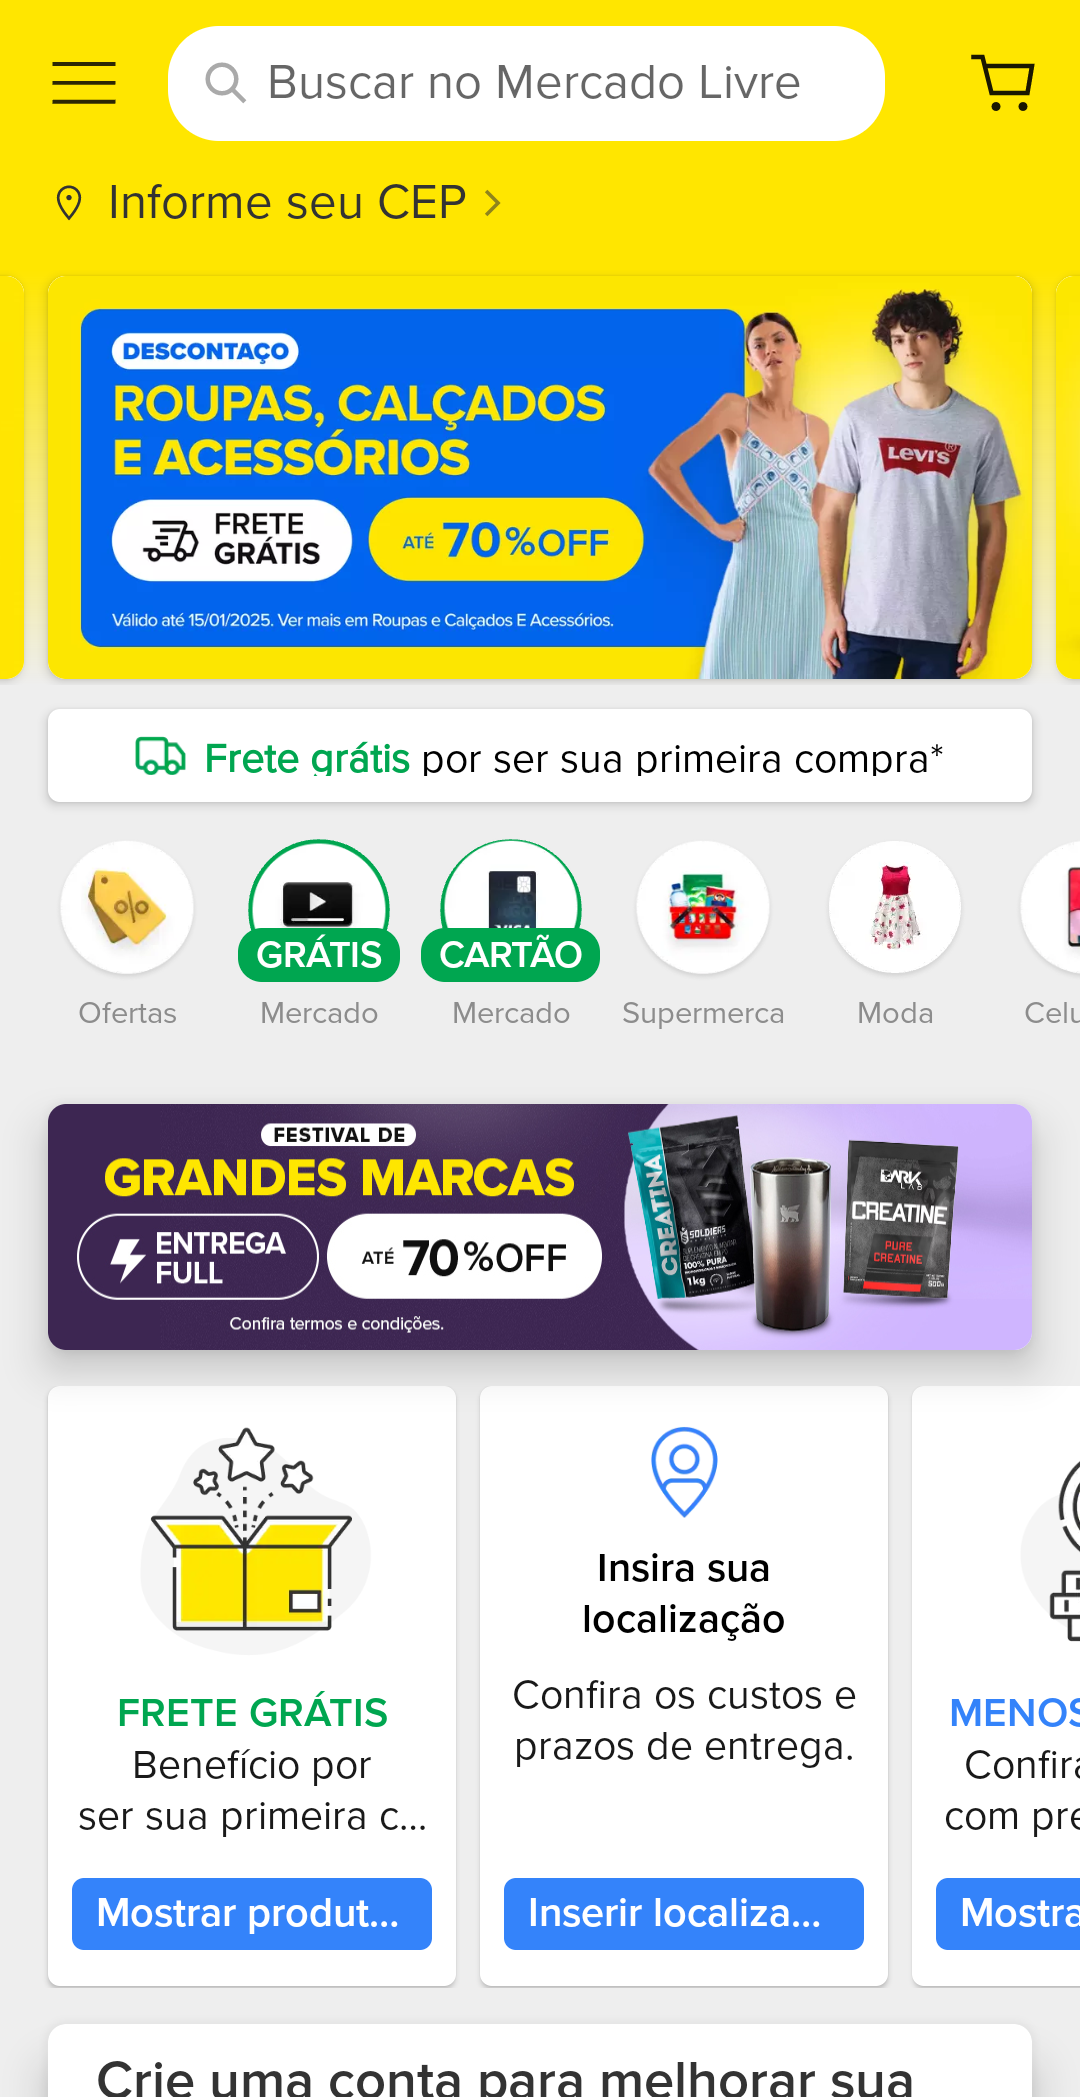 Buscar no Mercado Livre
Informe seu CEP
DESCONTAÇO
ROUPAS, CALÇADOS
E ACESSÓRIOS
FRETE
GRÁTIS
ATÉ 70%OFF
Válido até 15/01/2025. Ver mais em Roupas e Calçados E Acessórios.
Levi's
Frete grátis por ser sua primeira compra*
VISA
GRÁTIS
CARTÃO
Ofertas
Mercado
Mercado
Supermerca
Moda
Celu
FESTIVAL DE
GRANDES MARCAS
ENTREGA
FULL
ATÉ 70%OFF
Confira termos e condições.
CREATINA
SOLDIERS
100% PURA
1kg
DARK
LAB
CREATINE
PURE
CREATINE
FRETE GRÁTIS
Benefício por
ser sua primeira c...
Mostrar produt...
Insira sua
localização
Confira os custos e
prazos de entrega.
Inserir localiza...
MENOS
Confira
com pre
Mostra
Crie uma conta para melhorar sua